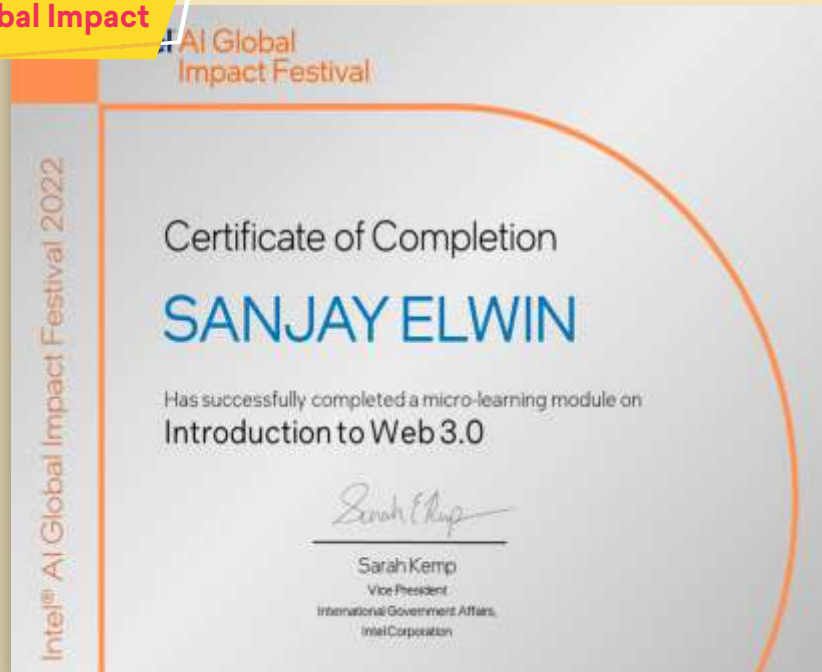 bal Impact
el AI Global
Impact Festival
Intel® AI Global Impact Festival 2022
Certificate of Completion
SANJAY ELWIN
Has successfully completed a micro-learning module on
Introduction to Web 3.0
Sarah Kemp
Vice President
International Government Affairs,
Intel Corporation